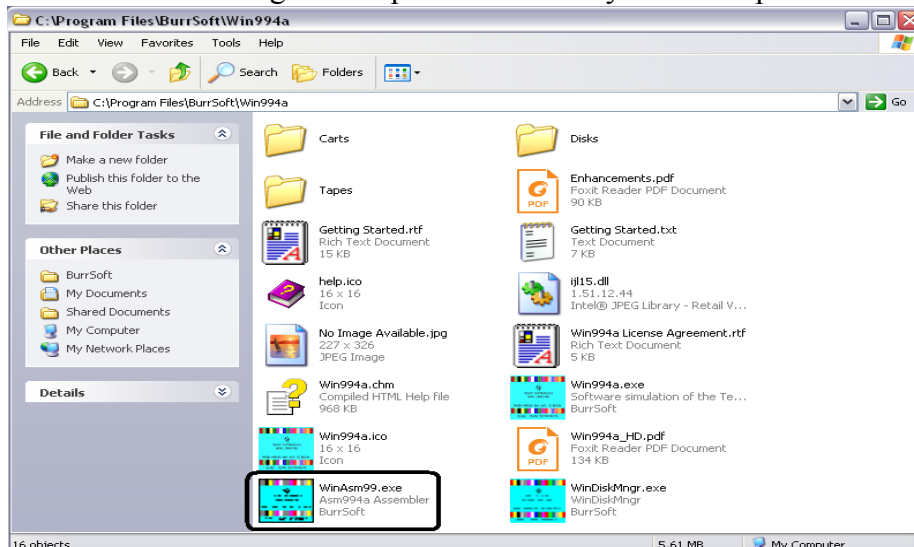 C:\Program Files\BurrSoft\Win994a
File Edit View Favorites Tools Help
Back Search Folders
Address C:\Program Files\BurrSoft\Win994a Go
File and Folder Tasks
Make a new folder
Publish this folder to the
Web
Share this folder
Other Places
BurrSoft
My Documents
Shared Documents
My Computer
My Network Places
Details
Carts
Disks
Tapes
Enhancements.pdf
Foxit Reader PDF Document
90 KB
Getting Started.rtf
Rich Text Document
15 KB
Getting Started.txt
Text Document
7 KB
help.ico
16 x 16
Icon
ijl15.dll
1.51.12.44
Intel® JPEG Library - Retail V...
No Image Available.jpg
227 x 326
JPEG Image
Win994a License Agreement.rtf
Rich Text Document
5 KB
Win994a.chm
Compiled HTML Help file
968 KB
Win994a.exe
Software simulation of the Te...
BurrSoft
Win994a.ico
16 x 16
Icon
Win994a_HD.pdf
Foxit Reader PDF Document
134 KB
WinAsm99.exe
Asm994a Assembler
BurrSoft
WinDiskMngr.exe
WinDiskMngr
BurrSoft
16 objects 5.61 MB My Computer